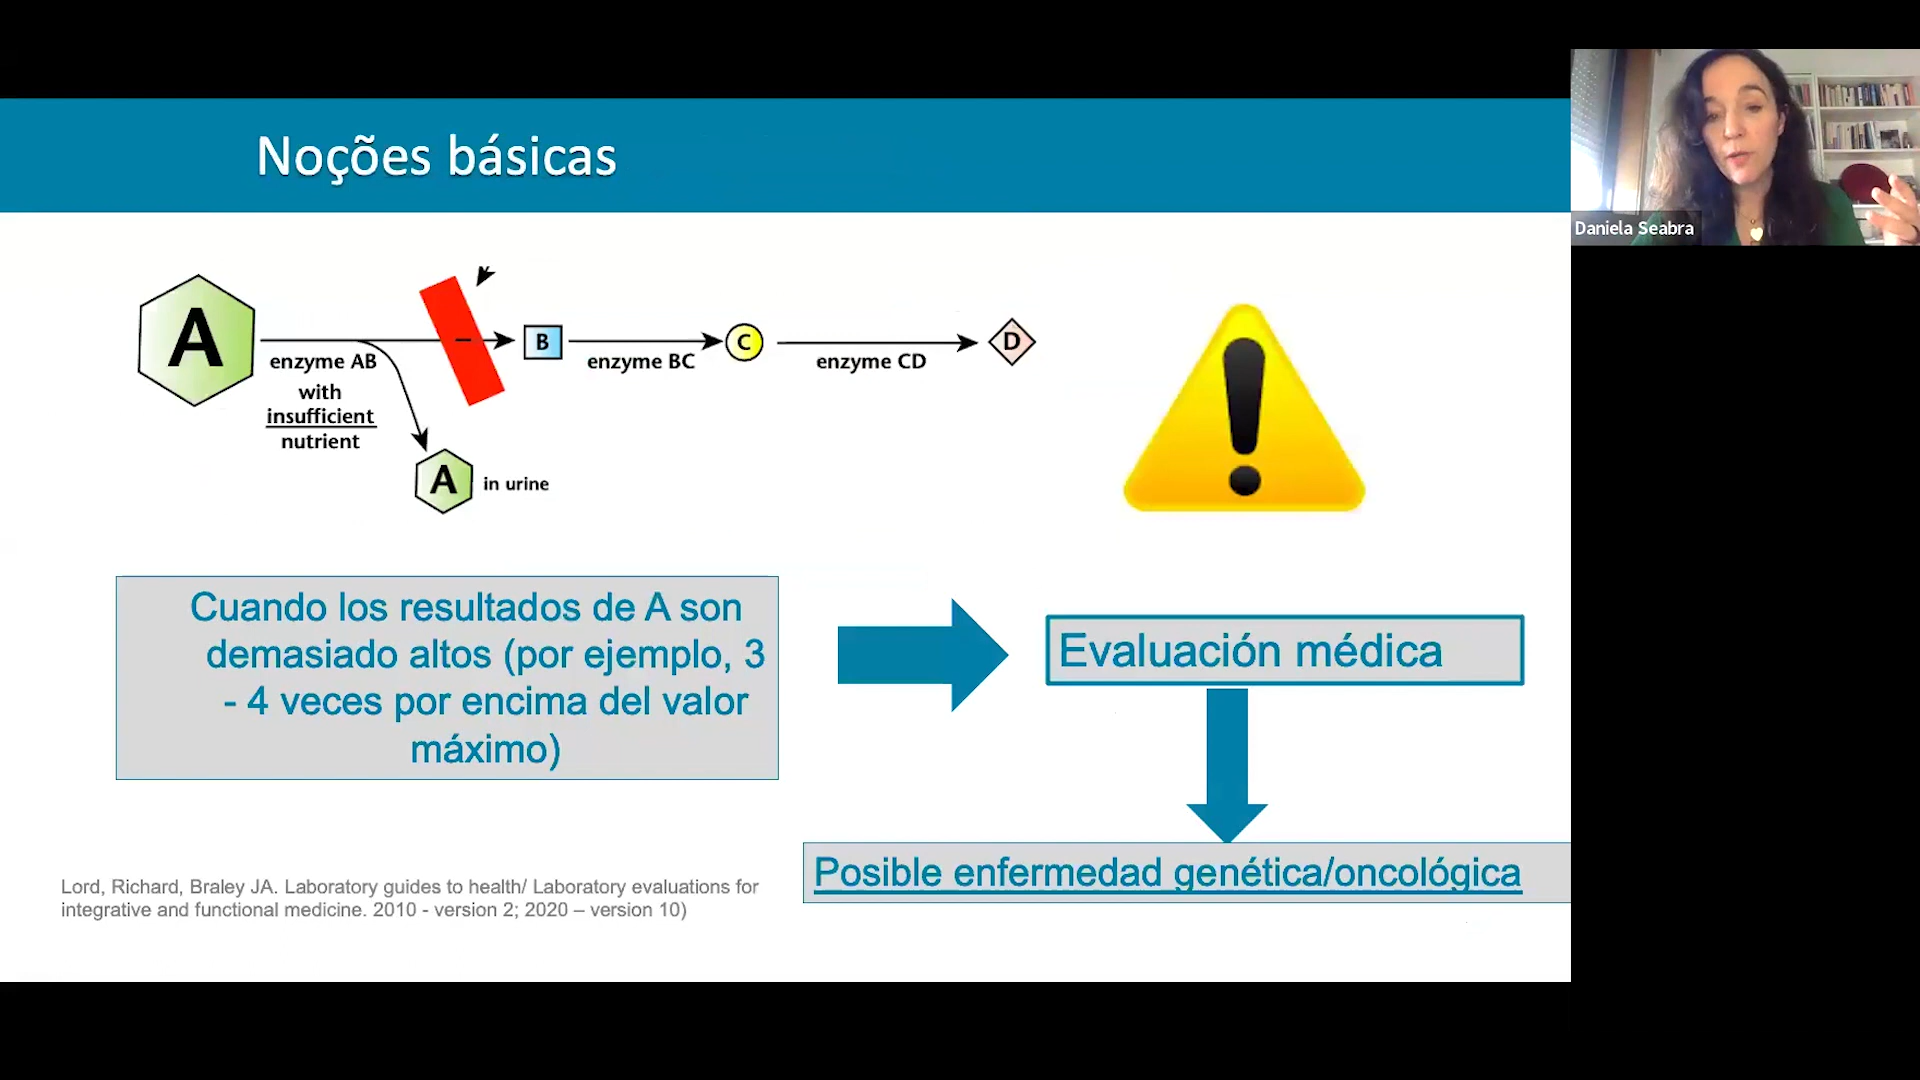 Noções básicas
Daniela Seabra
A
enzyme AB
with
insufficient
nutrient
B
enzyme BC
C
enzyme CD
D
A in urine
Cuando los resultados de A son
demasiado altos (por ejemplo, 3
- 4 veces por encima del valor
máximo)
Evaluación médica
Posible enfermedad genética/oncológica
Lord, Richard, Braley JA. Laboratory guides to health/ Laboratory evaluations for
integrative and functional medicine. 2010 - version 2; 2020 – version 10)